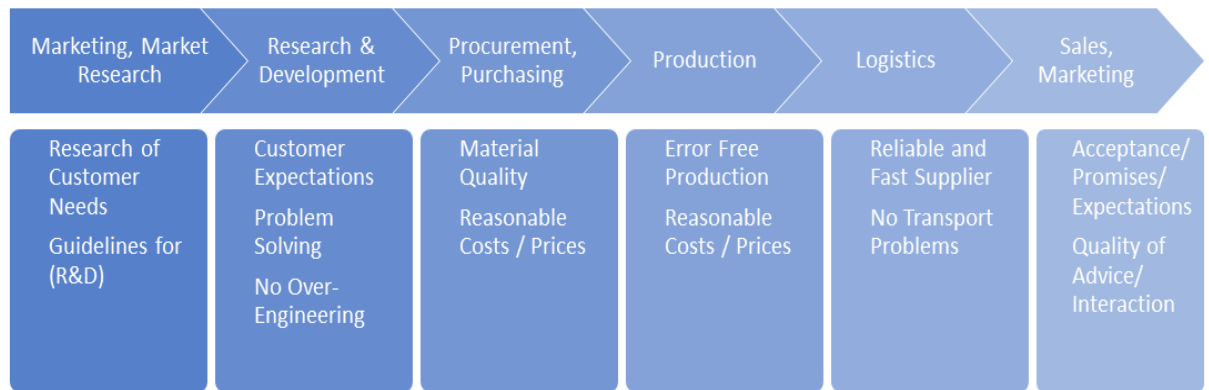 Marketing, Market
Research
Research &
Development
Procurement,
Purchasing
Production
Logistics
Sales,
Marketing
Research of
Customer
Needs
Guidelines for
(R&D)
Customer
Expectations
Problem
Solving
No Over-
Engineering
Material
Quality
Reasonable
Costs / Prices
Error Free
Production
Reasonable
Costs / Prices
Reliable and
Fast Supplier
No Transport
Problems
Acceptance/
Promises/
Expectations
Quality of
Advice/
Interaction